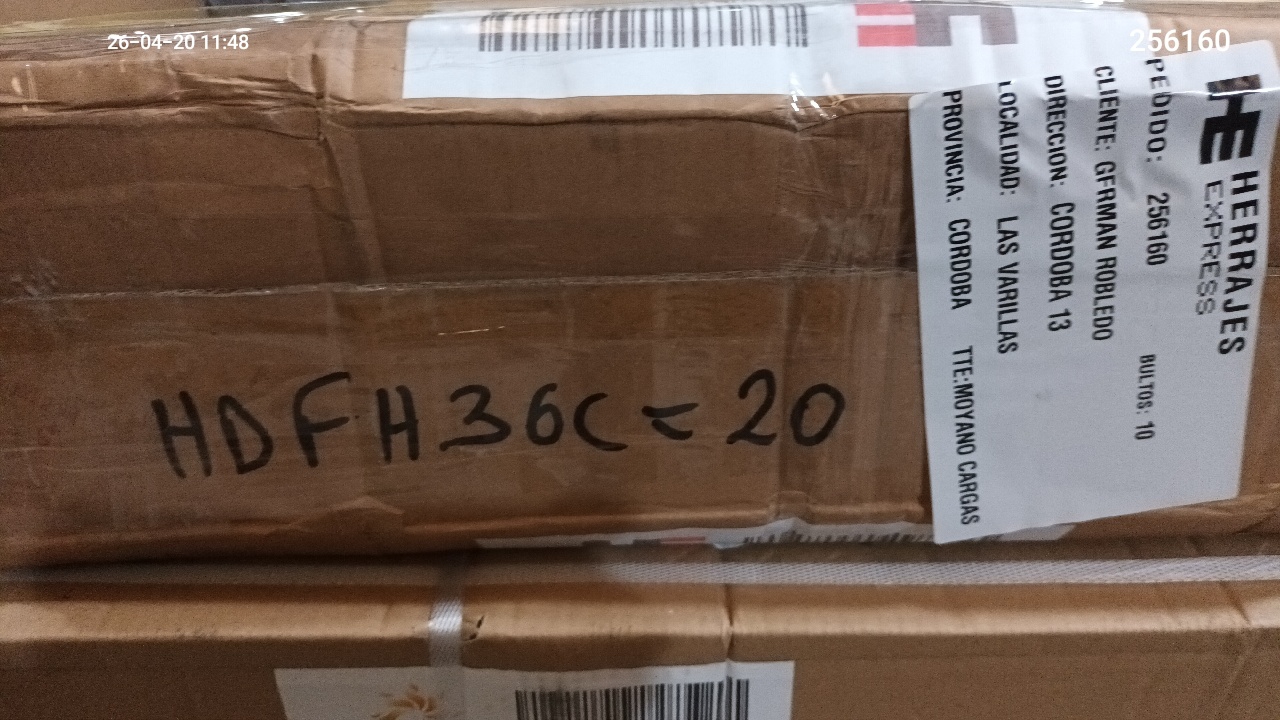 26-04-20 11:48
256160
HE HERRAJES
EXPRESS
PEDIDO: 256160 BULTOS: 10
CLIENTE: GERMAN ROBLEDO
DIRECCION: CORDOBA 13
LOCALIDAD: LAS VARILLAS
PROVINCIA: CORDOBA TTE:MOYANO CARGAS
HDFH36C=20